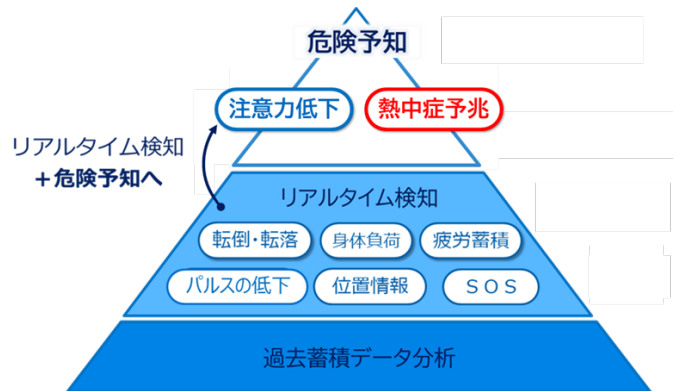 危険予知
注意力低下
熱中症予兆
リアルタイム検知
＋危険予知へ
リアルタイム検知
転倒・転落
身体負荷
疲労蓄積
パルスの低下
位置情報
ＳＯＳ
過去蓄積データ分析